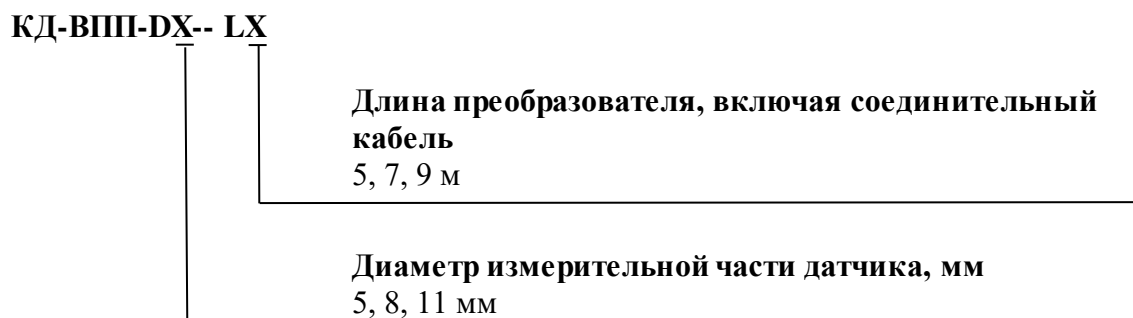 КД-ВПП-DX-- LX
Длина преобразователя, включая соединительный
кабель
5, 7, 9 м
Диаметр измерительной части датчика, мм
5, 8, 11 мм